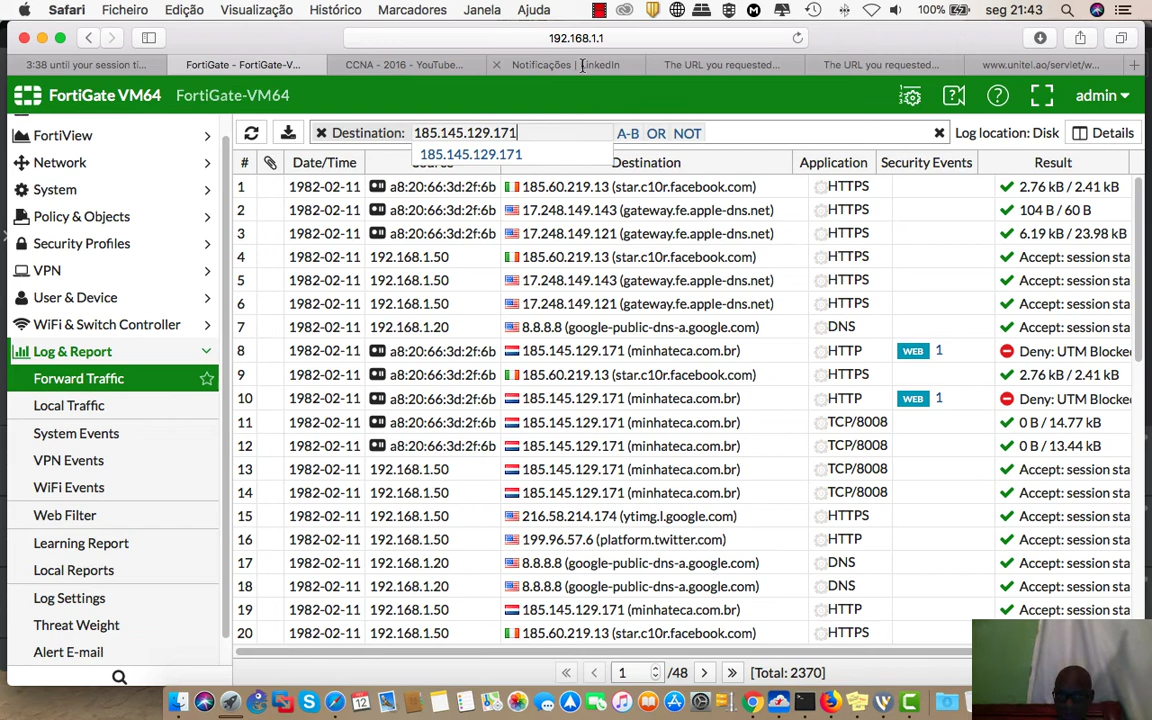 Safari Ficheiro Edição Visualização Histórico Marcadores Janela Ajuda 100% seg 21:43
192.168.1.1
3:38 until your session ti... FortiGate - FortiGate-V... CCNA - 2016 - YouTube... Notificações | LinkedIn The URL you requested... The URL you requested... www.unitel.ao/servlet/w...
FortiGate VM64 FortiGate-VM64 admin
FortiView
Network
System
Policy & Objects
Security Profiles
VPN
User & Device
WiFi & Switch Controller
Log & Report
Forward Traffic
Local Traffic
System Events
VPN Events
WiFi Events
Web Filter
Learning Report
Local Reports
Log Settings
Threat Weight
Alert E-mail
Destination: 185.145.129.171 A-B OR NOT Log location: Disk Details
185.145.129.171
# Date/Time Destination Application Security Events Result
1 1982-02-11 a8:20:66:3d:2f:6b 185.60.219.13 (star.c10r.facebook.com) HTTPS 2.76 kB / 2.41 kB
2 1982-02-11 a8:20:66:3d:2f:6b 17.248.149.143 (gateway.fe.apple-dns.net) HTTPS 104 B / 60 B
3 1982-02-11 a8:20:66:3d:2f:6b 17.248.149.121 (gateway.fe.apple-dns.net) HTTPS 6.19 kB / 23.98 kB
4 1982-02-11 192.168.1.50 185.60.219.13 (star.c10r.facebook.com) HTTPS Accept: session sta
5 1982-02-11 192.168.1.50 17.248.149.143 (gateway.fe.apple-dns.net) HTTPS Accept: session sta
6 1982-02-11 192.168.1.50 17.248.149.121 (gateway.fe.apple-dns.net) HTTPS Accept: session sta
7 1982-02-11 192.168.1.20 8.8.8.8 (google-public-dns-a.google.com) DNS Accept: session sta
8 1982-02-11 a8:20:66:3d:2f:6b 185.145.129.171 (minhateca.com.br) HTTP WEB 1 Deny: UTM Blocked
9 1982-02-11 a8:20:66:3d:2f:6b 185.60.219.13 (star.c10r.facebook.com) HTTPS 2.76 kB / 2.41 kB
10 1982-02-11 a8:20:66:3d:2f:6b 185.145.129.171 (minhateca.com.br) HTTP WEB 1 Deny: UTM Blocked
11 1982-02-11 a8:20:66:3d:2f:6b 185.145.129.171 (minhateca.com.br) TCP/8008 0 B / 14.77 kB
12 1982-02-11 a8:20:66:3d:2f:6b 185.145.129.171 (minhateca.com.br) TCP/8008 0 B / 13.44 kB
13 1982-02-11 192.168.1.50 185.145.129.171 (minhateca.com.br) TCP/8008 Accept: session sta
14 1982-02-11 192.168.1.50 185.145.129.171 (minhateca.com.br) TCP/8008 Accept: session sta
15 1982-02-11 192.168.1.50 216.58.214.174 (ytimg.l.google.com) HTTPS Accept: session sta
16 1982-02-11 192.168.1.50 199.96.57.6 (platform.twitter.com) HTTP Accept: session sta
17 1982-02-11 192.168.1.20 8.8.8.8 (google-public-dns-a.google.com) DNS Accept: session sta
18 1982-02-11 192.168.1.20 8.8.8.8 (google-public-dns-a.google.com) DNS Accept: session sta
19 1982-02-11 192.168.1.50 185.145.129.171 (minhateca.com.br) HTTP Accept: session sta
20 1982-02-11 192.168.1.50 185.60.219.13 (star.c10r.facebook.com) HTTPS
1 /48 [Total: 2370]